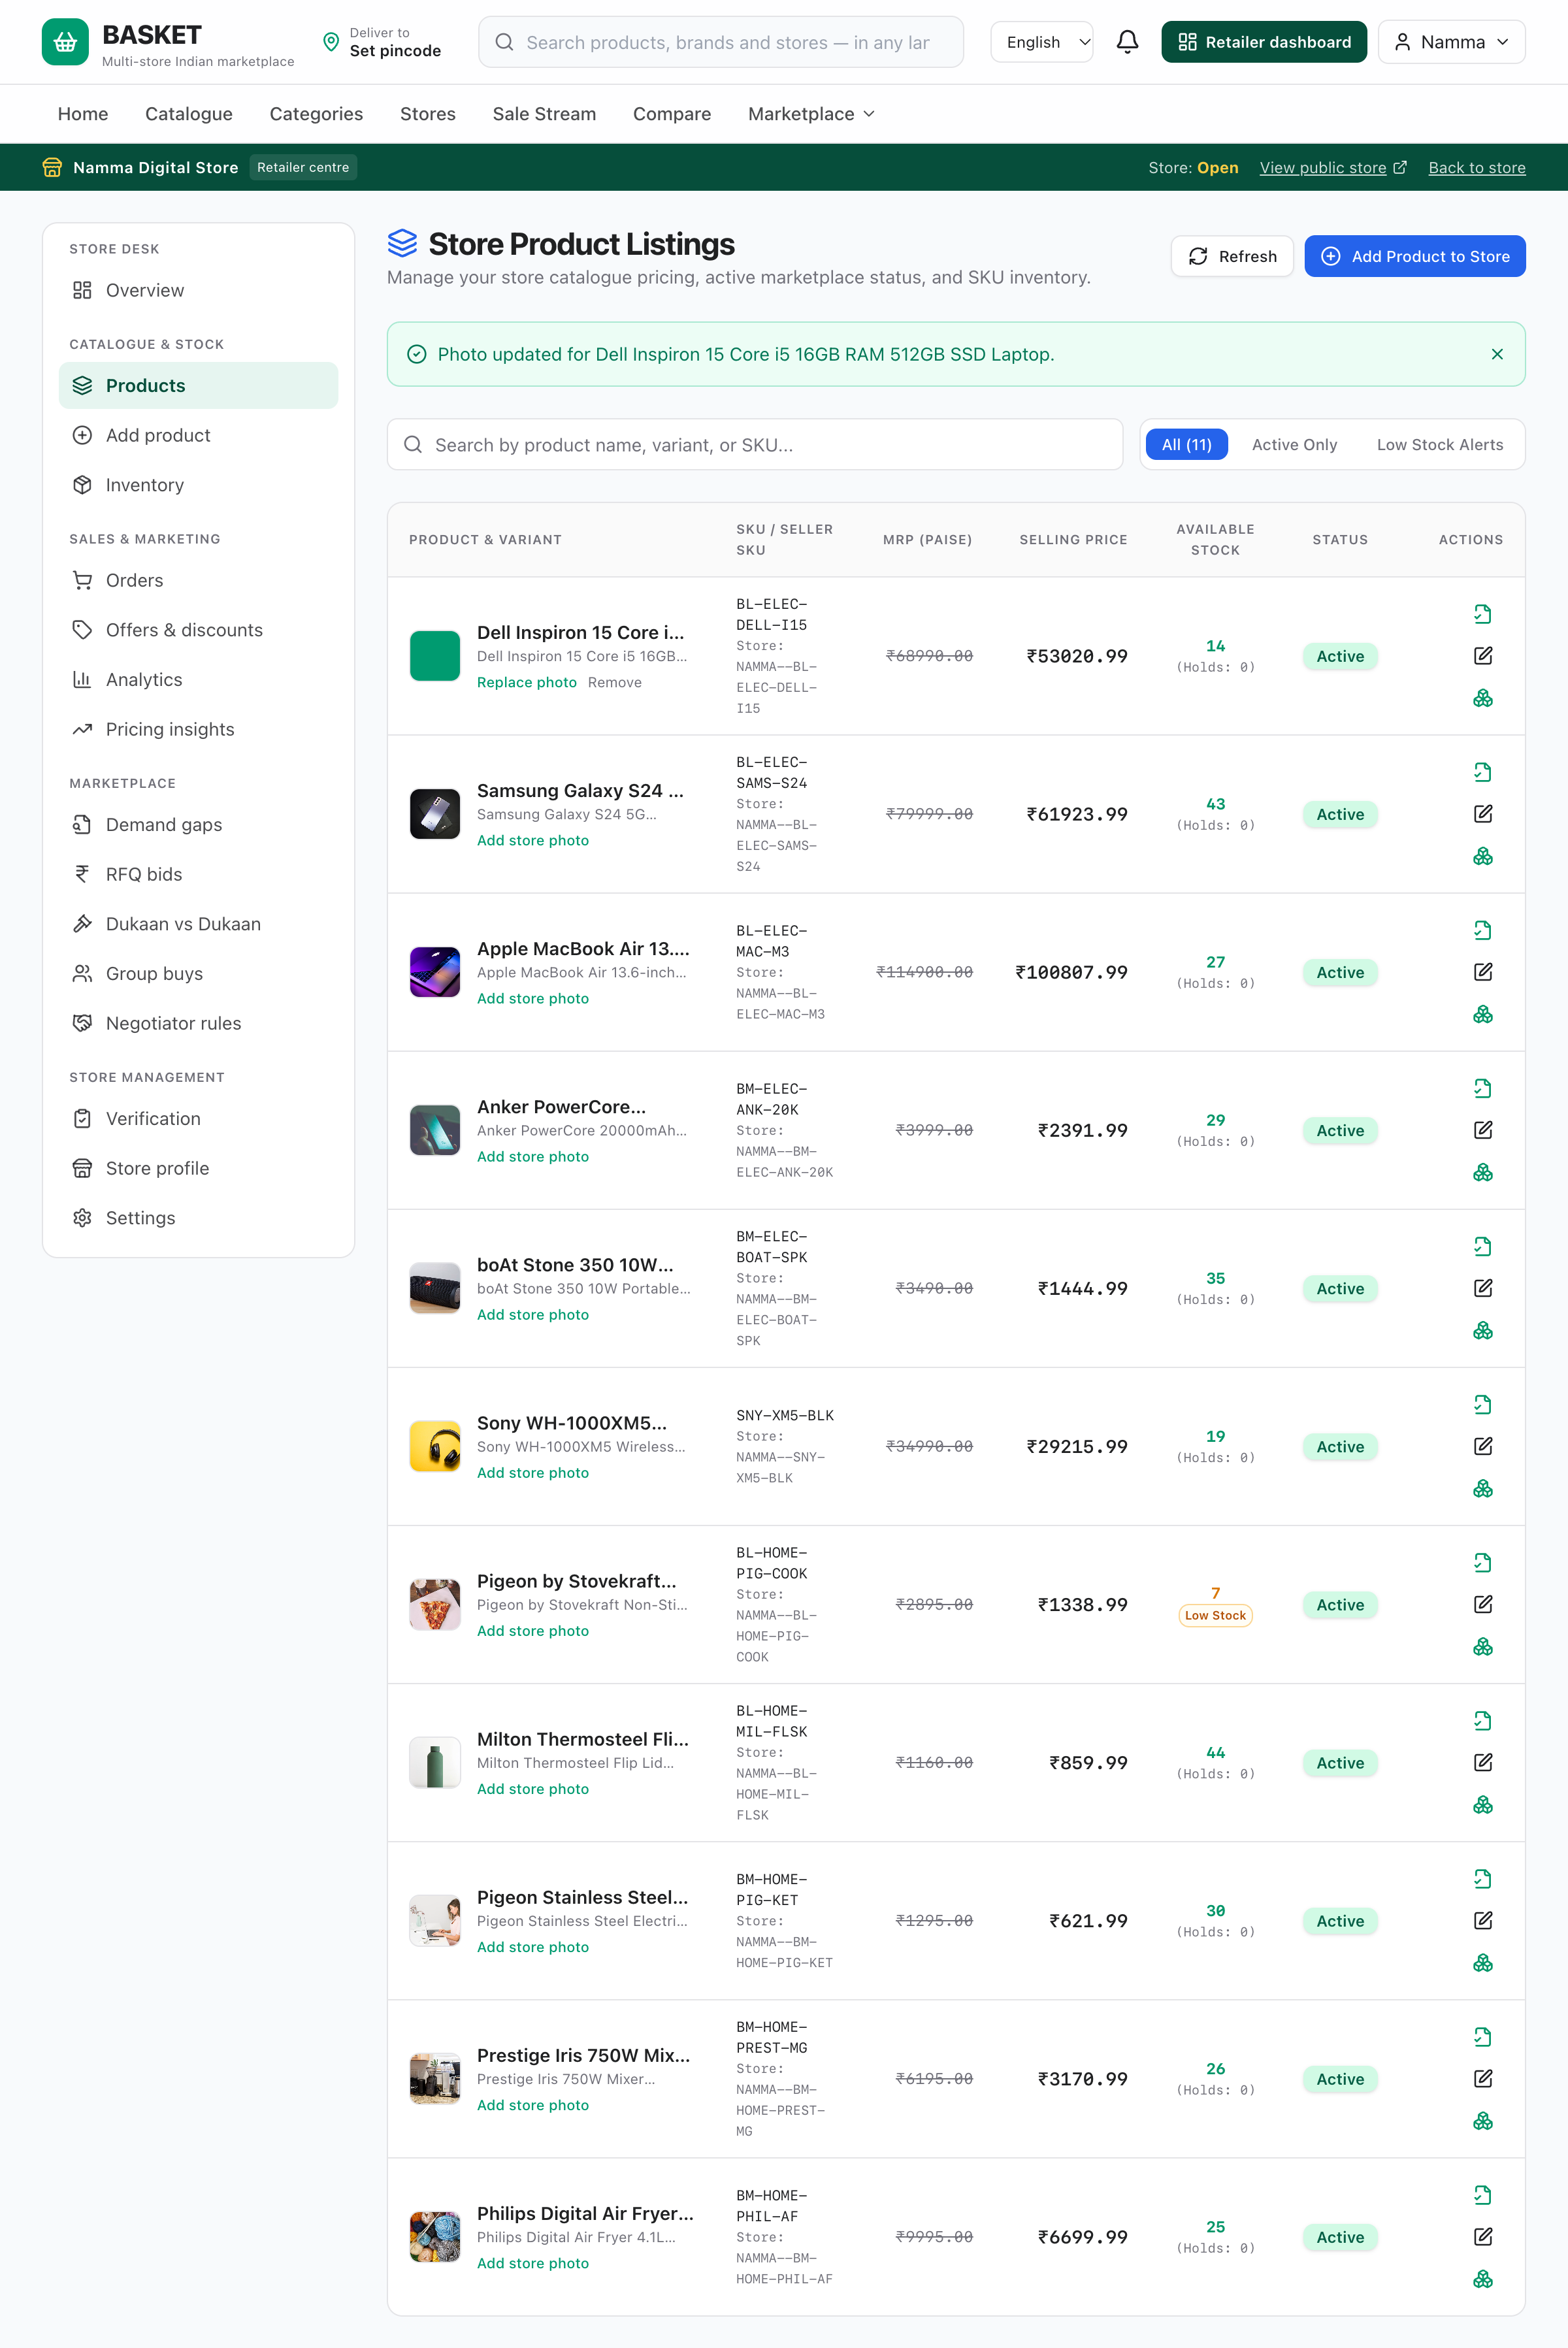 BASKET
Multi-store Indian marketplace
Deliver to
Set pincode
Search products, brands and stores — in any lar
English
Retailer dashboard
Namma
Home
Catalogue
Categories
Stores
Sale Stream
Compare
Marketplace
Namma Digital Store
Retailer centre
Store: Open
View public store
Back to store
STORE DESK
Overview
CATALOGUE & STOCK
Products
Add product
Inventory
SALES & MARKETING
Orders
Offers & discounts
Analytics
Pricing insights
MARKETPLACE
Demand gaps
RFQ bids
Dukaan vs Dukaan
Group buys
Negotiator rules
STORE MANAGEMENT
Verification
Store profile
Settings
Store Product Listings
Manage your store catalogue pricing, active marketplace status, and SKU inventory.
Refresh
Add Product to Store
Photo updated for Dell Inspiron 15 Core i5 16GB RAM 512GB SSD Laptop.
Search by product name, variant, or SKU...
All (11)
Active Only
Low Stock Alerts
PRODUCT & VARIANT
SKU / SELLER
SKU
MRP (PAISE)
SELLING PRICE
AVAILABLE
STOCK
STATUS
ACTIONS
Dell Inspiron 15 Core i...
Dell Inspiron 15 Core i5 16GB...
Replace photo
Remove
BL-ELEC-
DELL-I15
Store:
NAMMA--BL-
ELEC-DELL-
I15
₹68990.00
₹53020.99
14
(Holds: 0)
Active
Samsung Galaxy S24 ...
Samsung Galaxy S24 5G...
Add store photo
BL-ELEC-
SAMS-S24
Store:
NAMMA--BL-
ELEC-SAMS-
S24
₹79999.00
₹61923.99
43
(Holds: 0)
Active
Apple MacBook Air 13....
Apple MacBook Air 13.6-inch...
Add store photo
BL-ELEC-
MAC-M3
Store:
NAMMA--BL-
ELEC-MAC-M3
₹114900.00
₹100807.99
27
(Holds: 0)
Active
Anker PowerCore...
Anker PowerCore 20000mAh...
Add store photo
BM-ELEC-
ANK-20K
Store:
NAMMA--BM-
ELEC-ANK-20K
₹3999.00
₹2391.99
29
(Holds: 0)
Active
boAt Stone 350 10W...
boAt Stone 350 10W Portable...
Add store photo
BM-ELEC-
BOAT-SPK
Store:
NAMMA--BM-
ELEC-BOAT-
SPK
₹3490.00
₹1444.99
35
(Holds: 0)
Active
Sony WH-1000XM5...
Sony WH-1000XM5 Wireless...
Add store photo
SNY-XM5-BLK
Store:
NAMMA--SNY-
XM5-BLK
₹34990.00
₹29215.99
19
(Holds: 0)
Active
Pigeon by Stovekraft...
Pigeon by Stovekraft Non-Sti...
Add store photo
BL-HOME-
PIG-COOK
Store:
NAMMA--BL-
HOME-PIG-
COOK
₹2895.00
₹1338.99
7
Low Stock
Active
Milton Thermosteel Fli...
Milton Thermosteel Flip Lid...
Add store photo
BL-HOME-
MIL-FLSK
Store:
NAMMA--BL-
HOME-MIL-
FLSK
₹1160.00
₹859.99
44
(Holds: 0)
Active
Pigeon Stainless Steel...
Pigeon Stainless Steel Electri...
Add store photo
BM-HOME-
PIG-KET
Store:
NAMMA--BM-
HOME-PIG-KET
₹1295.00
₹621.99
30
(Holds: 0)
Active
Prestige Iris 750W Mix...
Prestige Iris 750W Mixer...
Add store photo
BM-HOME-
PREST-MG
Store:
NAMMA--BM-
HOME-PREST-
MG
₹6195.00
₹3170.99
26
(Holds: 0)
Active
Philips Digital Air Fryer...
Philips Digital Air Fryer 4.1L...
Add store photo
BM-HOME-
PHIL-AF
Store:
NAMMA--BM-
HOME-PHIL-AF
₹9995.00
₹6699.99
25
(Holds: 0)
Active